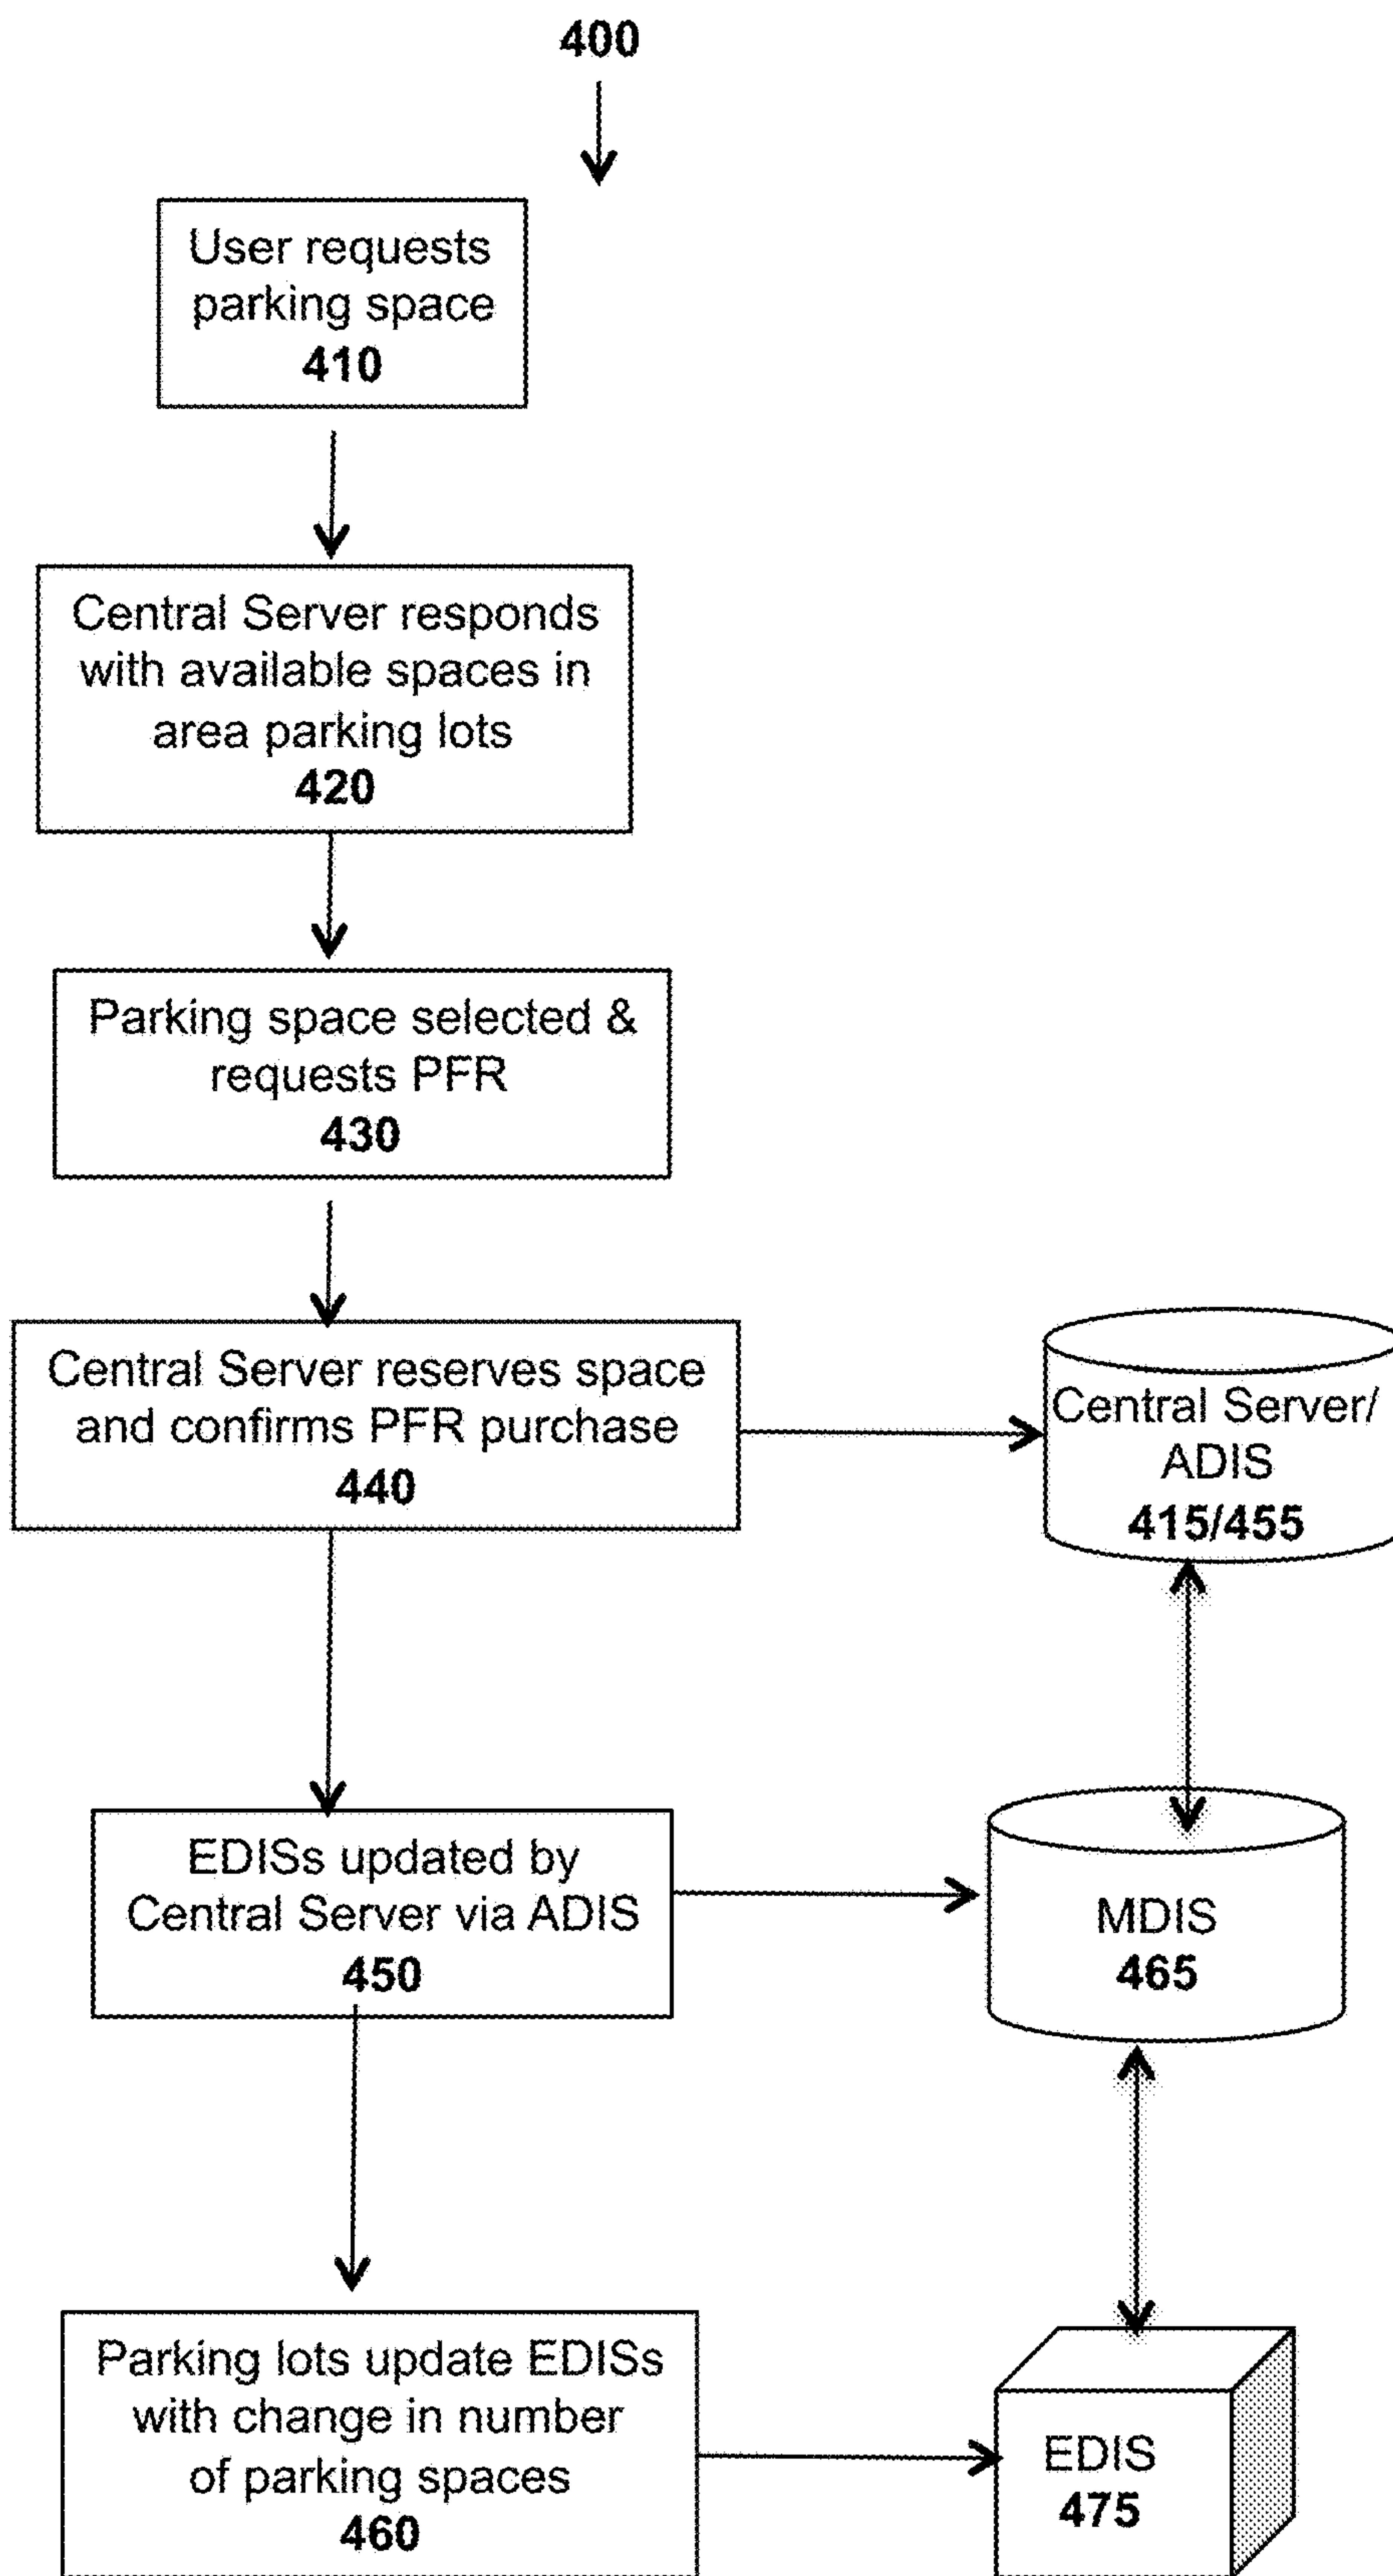 400
User requests
parking space
410
Central Server responds
with available spaces in
area parking lots
420
Parking space selected &
requests PFR
430
Central Server reserves space
and confirms PFR purchase
440
Central Server/
ADIS
415/455
EDISs updated by
Central Server via ADIS
450
MDIS
465
Parking lots update EDISs
with change in number
of parking spaces
460
EDIS
475